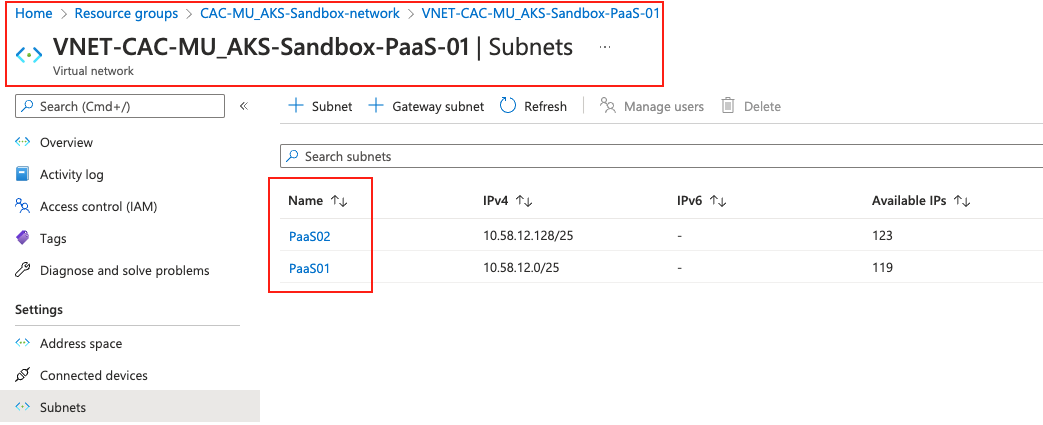 Home > Resource groups > CAC-MU_AKS-Sandbox-network > VNET-CAC-MU_AKS-Sandbox-PaaS-01
VNET-CAC-MU_AKS-Sandbox-PaaS-01 | Subnets ...
Virtual network
Search (Cmd+/) «
+ Subnet + Gateway subnet Refresh Manage users Delete
Overview
Search subnets
Activity log
Name ↑↓ IPv4 ↑↓ IPv6 ↑↓ Available IPs ↑↓
Access control (IAM)
PaaS02 10.58.12.128/25 - 123
Tags
PaaS01 10.58.12.0/25 - 119
Diagnose and solve problems
Settings
Address space
Connected devices
Subnets